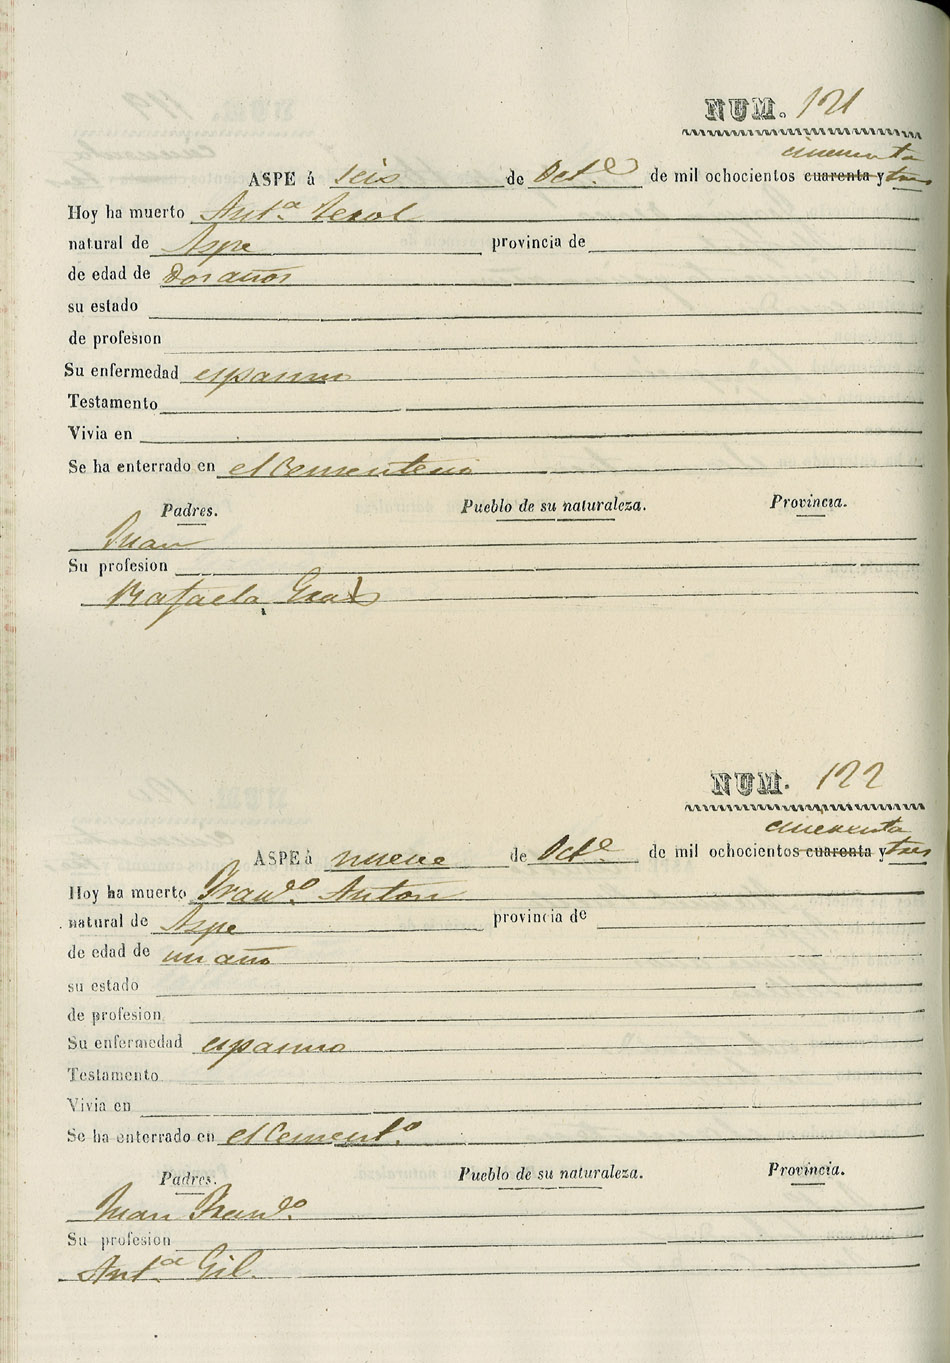 NUM. 121
cincuenta
ASPE á seis de Oct.e de mil ochocientos cuarenta y tres
Hoy ha muerto Ant.a Terol
natural de Aspe provincia de
de edad de Dos años
su estado
de profesion
Su enfermedad espasmo
Testamento
Vivia en
Se ha enterrado en el Cementerio
Padres. Pueblo de su naturaleza. Provincia.
Juan
Su profesion
Rafaela
NUM. 122
cincuenta
ASPE á nueve de Oct.e de mil ochocientos cuarenta y tres
Hoy ha muerto Fran.co Anton
natural de Aspe provincia de
de edad de un año
su estado
de profesion
Su enfermedad espasmo
Testamento
Vivia en
Se ha enterrado en el Cement.o
Padres. Pueblo de su naturaleza. Provincia.
Juan Fran.co
Su profesion
Ant.a Gil.